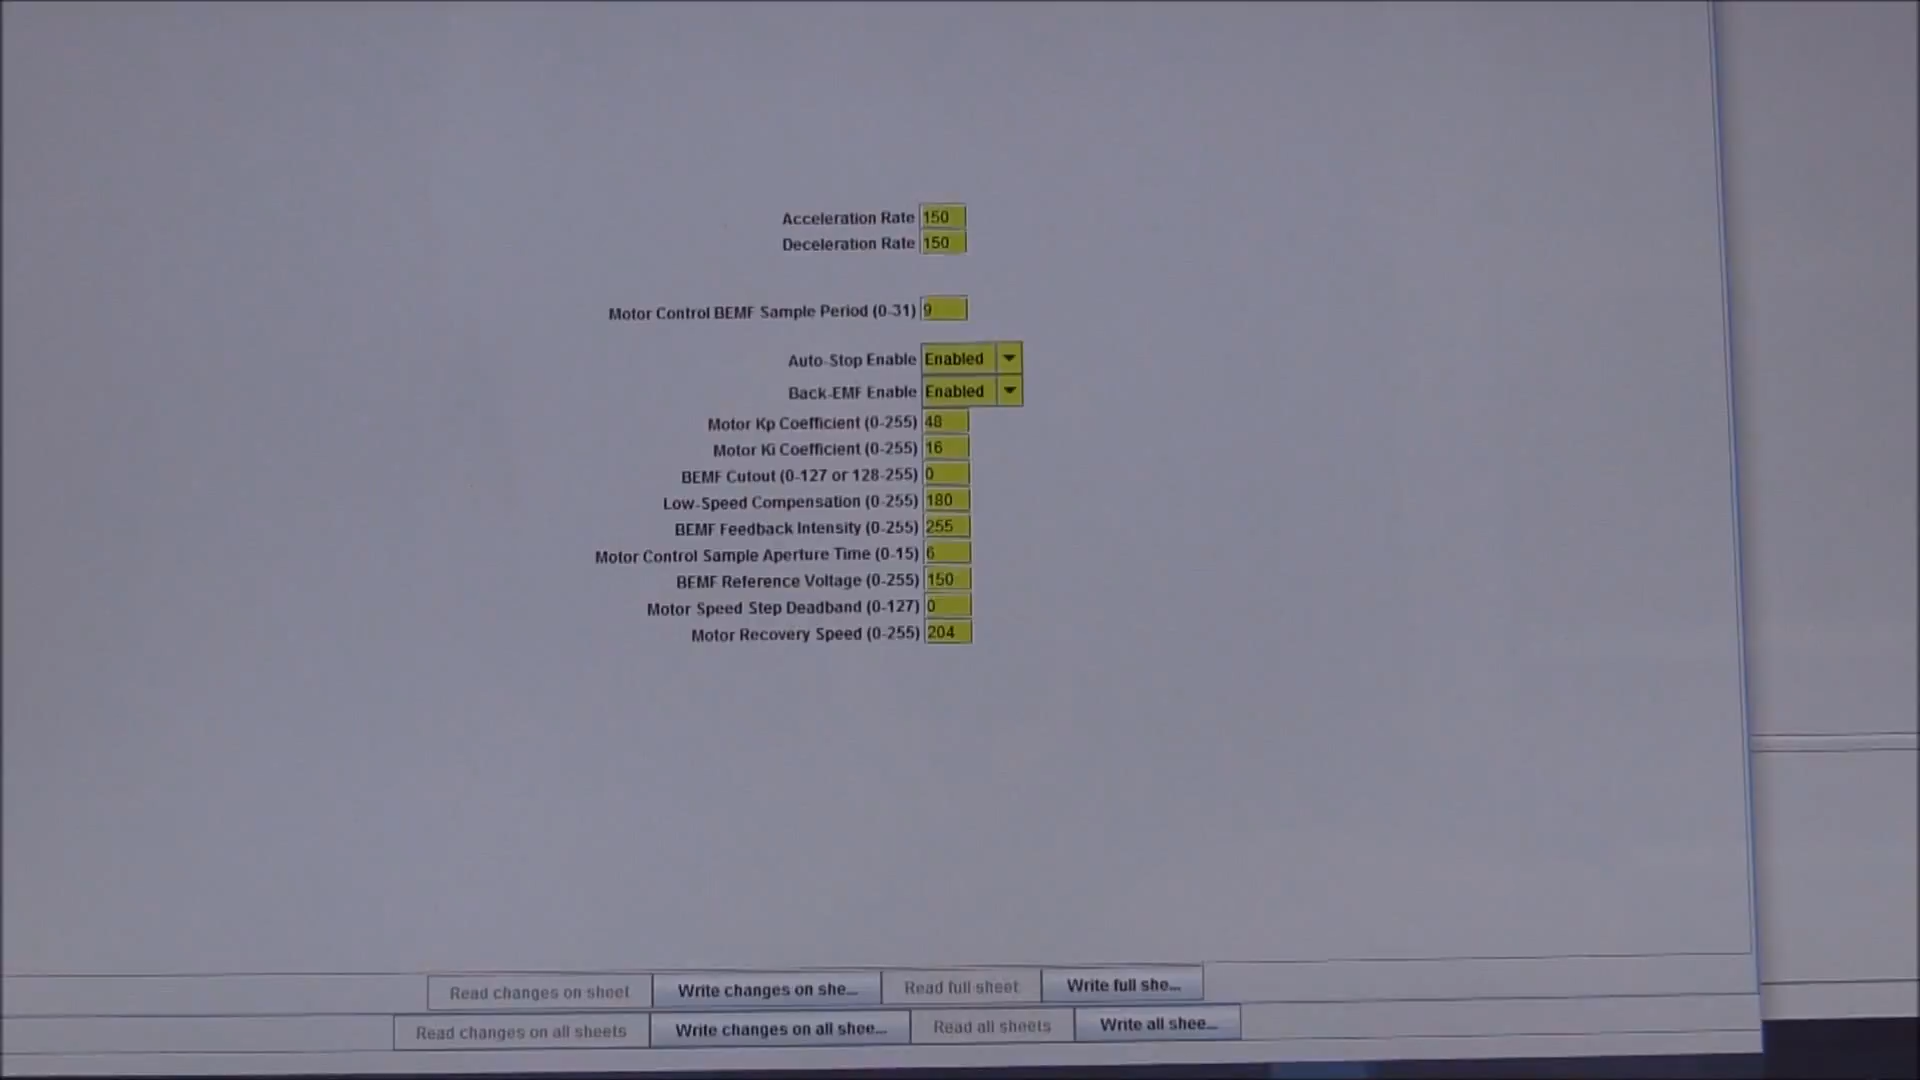 Acceleration Rate 150
Deceleration Rate 150
Motor Control BEMF Sample Period (0-31) 9
Auto-Stop Enable Enabled
Back-EMF Enable Enabled
Motor Kp Coefficient (0-255) 48
Motor Ki Coefficient (0-255) 16
BEMF Cutout (0-127 or 128-255) 0
Low-Speed Compensation (0-255) 180
BEMF Feedback Intensity (0-255) 255
Motor Control Sample Aperture Time (0-15) 6
BEMF Reference Voltage (0-255) 150
Motor Speed Step Deadband (0-127) 0
Motor Recovery Speed (0-255) 204
Read changes on sheet Write changes on she... Read full sheet Write full she...
Read changes on all sheets Write changes on all shee... Read all sheets Write all shee...